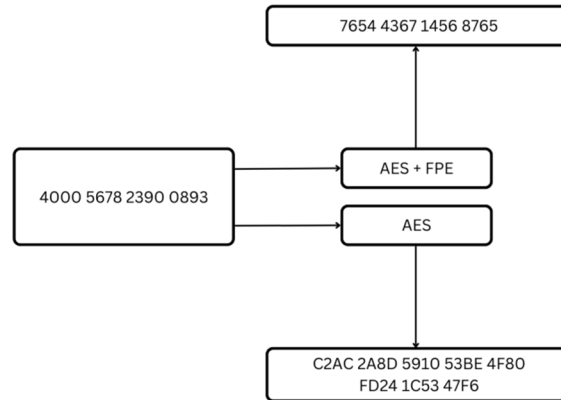 7654 4367 1456 8765
AES + FPE
4000 5678 2390 0893
AES
C2AC 2A8D 5910 53BE 4F80
FD24 1C53 47F6